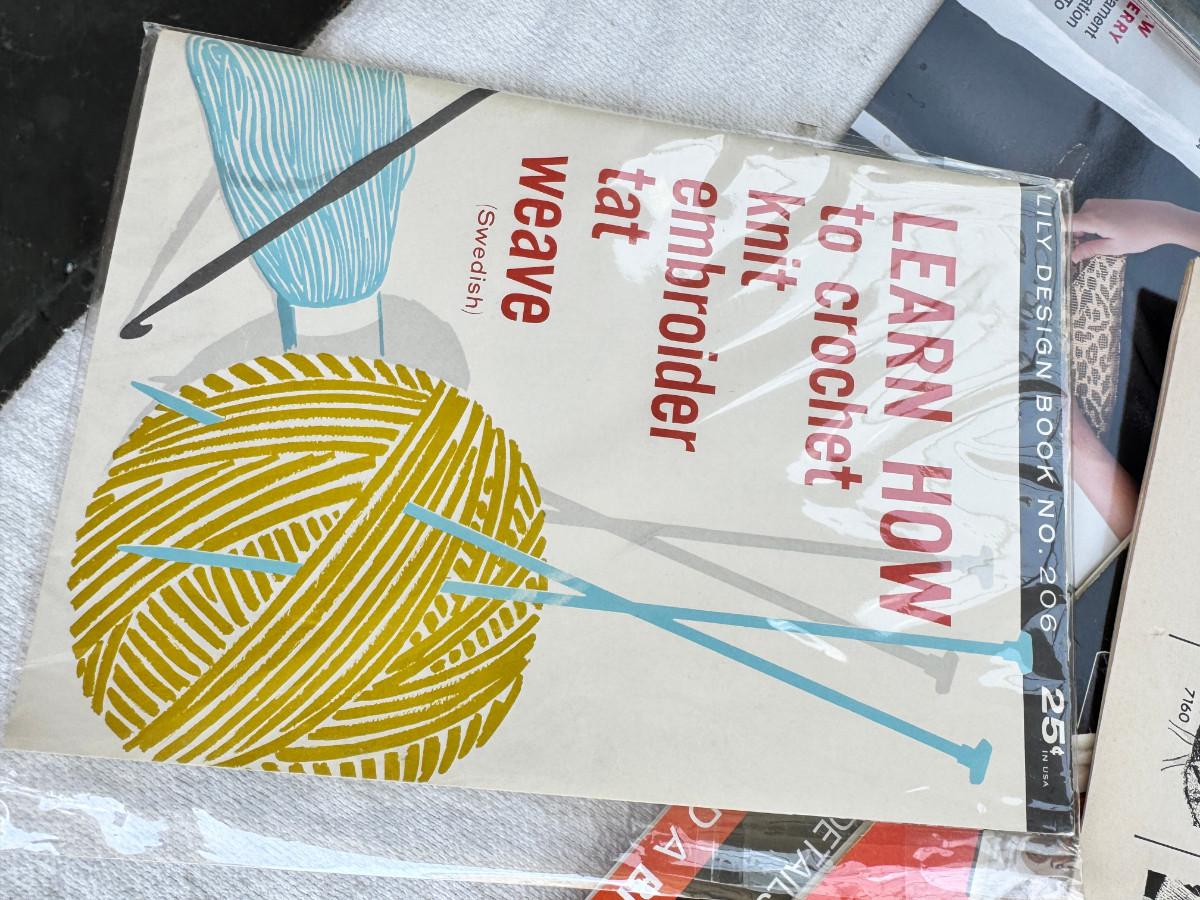 LILY DESIGN BOOK NO. 206 25¢ IN USA
LEARN HOW
to crochet
knit
embroider
tat
weave
(Swedish)
7160